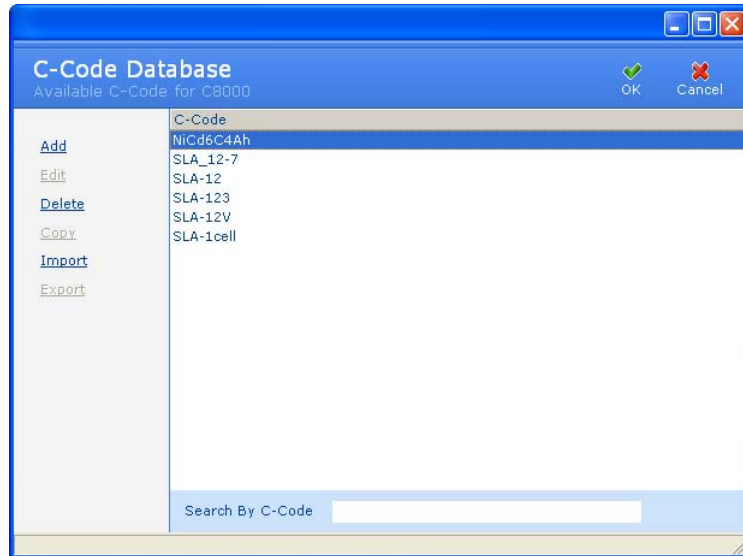 C-Code Database
Available C-Code for C8000
OK
Cancel
Add
Edit
Delete
Copy
Import
Export
C-Code
NiCd6C4Ah
SLA_12-7
SLA-12
SLA-123
SLA-12V
SLA-1cell
Search By C-Code